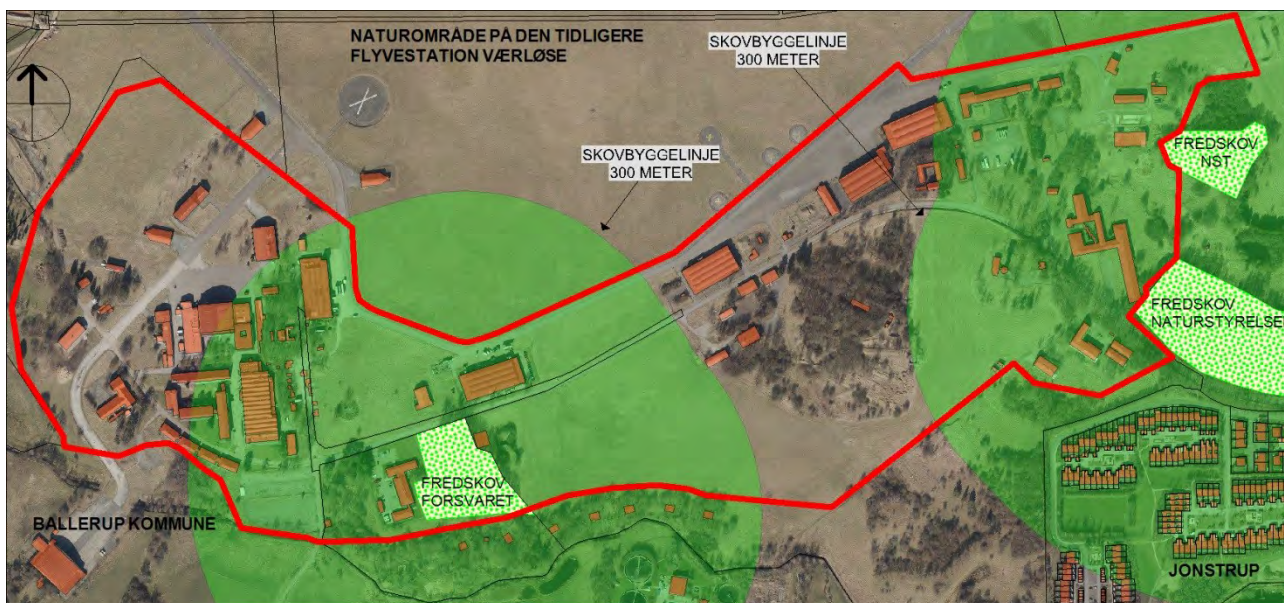 NATUROMRÅDE PÅ DEN TIDLIGERE
FLYVESTATION VÆRLØSE
SKOVBYGGELINJE
300 METER
SKOVBYGGELINJE
300 METER
FREDSKOV
NST
FREDSKOV
NATURSTYRELSE
FREDSKOV
FORSVARET
BALLERUP KOMMUNE
JONSTRUP